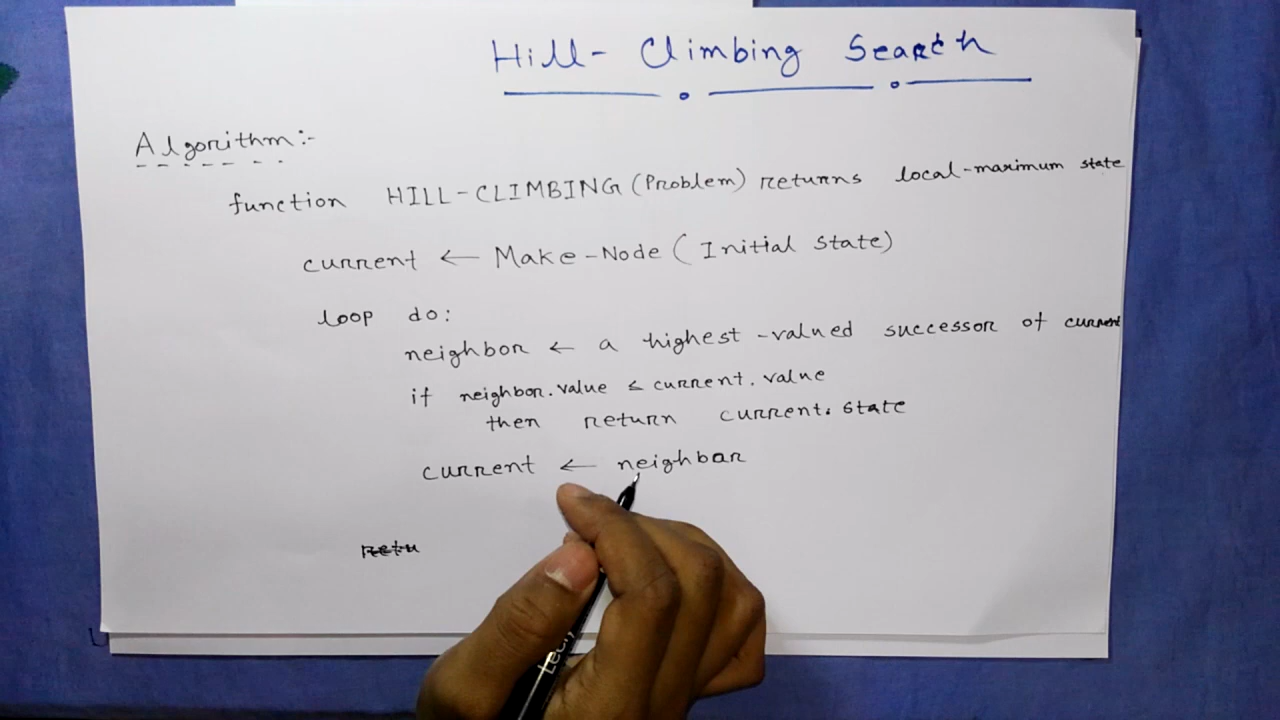 Hill-Climbing Search
Algorithm:-
function HILL-CLIMBING (Problem) returns local-maximum state
current ← Make-Node (Initial state)
loop do:
neighbor ← a highest-valued successor of current
if neighbor.value ≤ current.value
then return current.state
current ← neighbor
retu